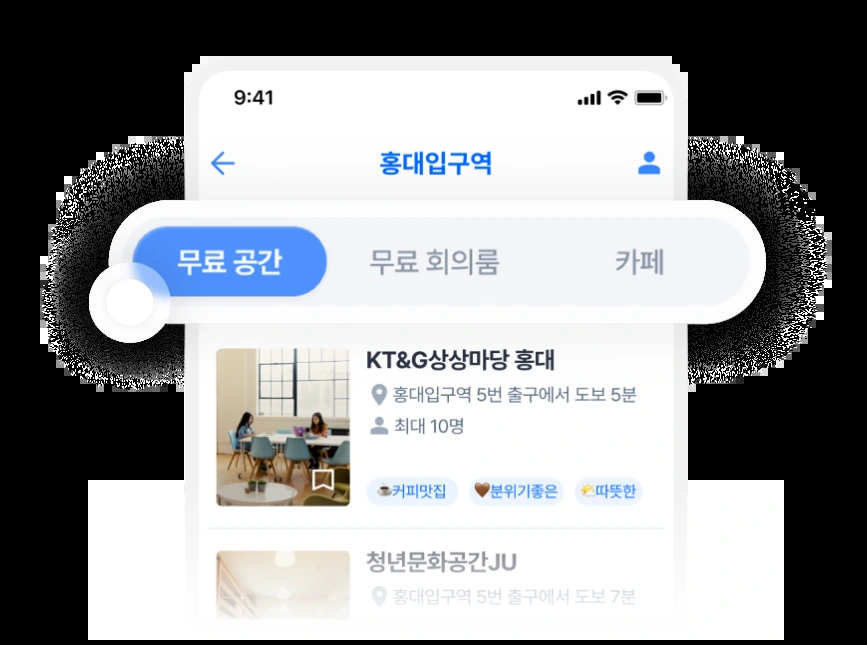 9:41
홍대입구역
무료 공간 무료 회의룸 카페
KT&G상상마당 홍대
홍대입구역 5번 출구에서 도보 5분
최대 10명
☕커피맛집 🤎분위기좋은 🌤️따뜻한
청년문화공간JU
홍대입구역 5번 출구에서 도보 7분